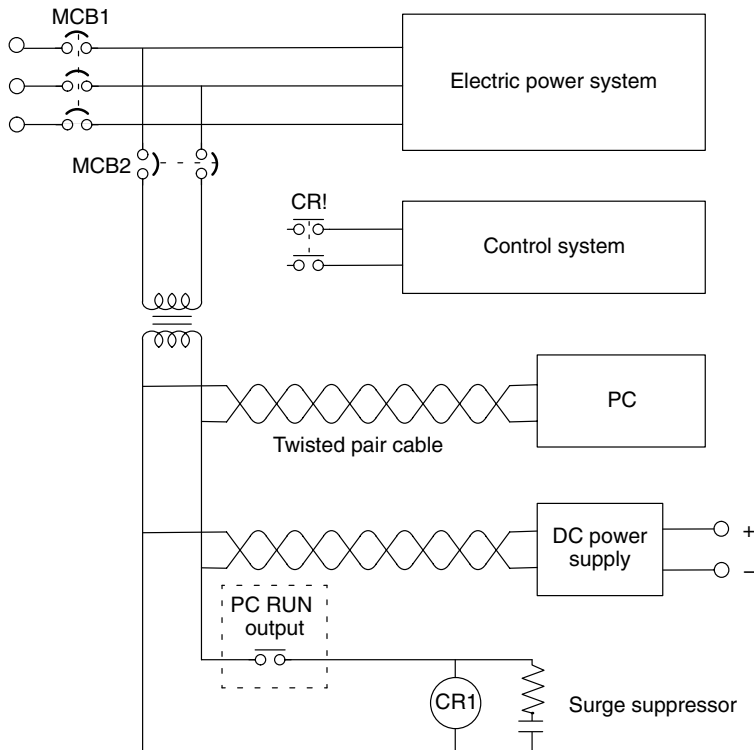 MCB1
Electric power system
MCB2
CR!
Control system
PC
Twisted pair cable
DC power
supply
+
−
PC RUN
output
CR1
Surge suppressor